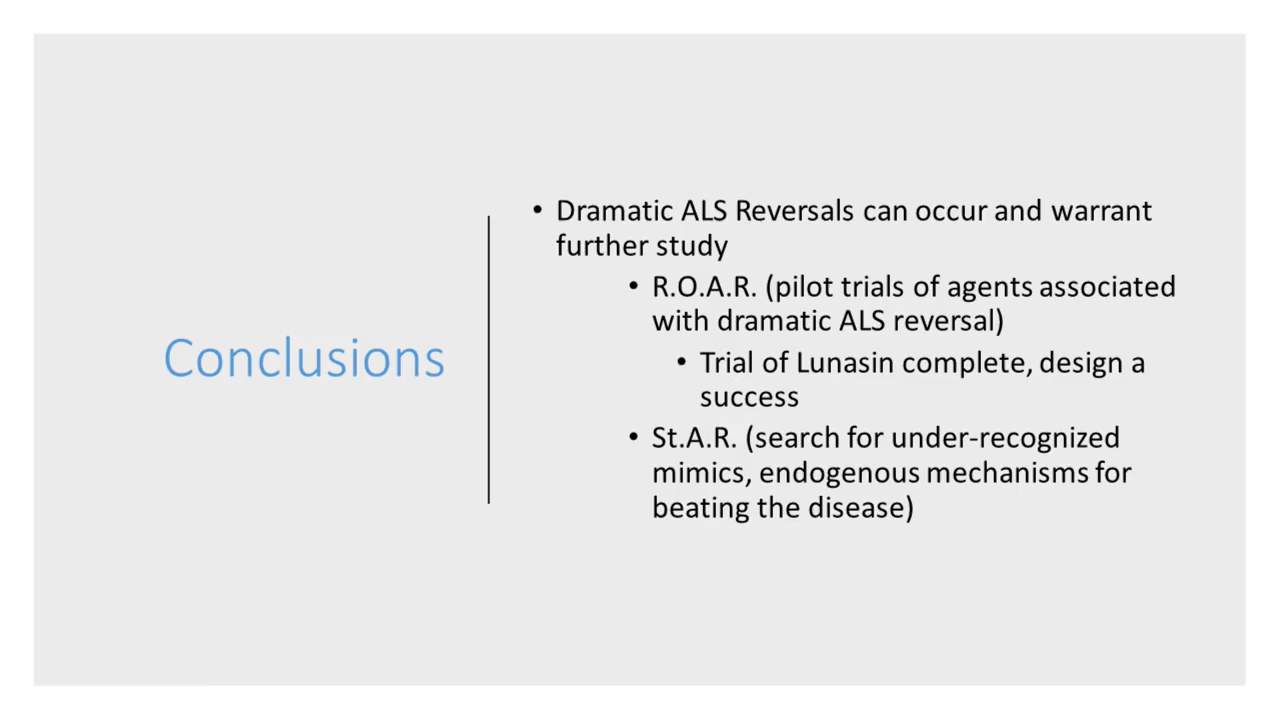 Conclusions
• Dramatic ALS Reversals can occur and warrant
further study
• R.O.A.R. (pilot trials of agents associated
with dramatic ALS reversal)
• Trial of Lunasin complete, design a
success
• St.A.R. (search for under-recognized
mimics, endogenous mechanisms for
beating the disease)